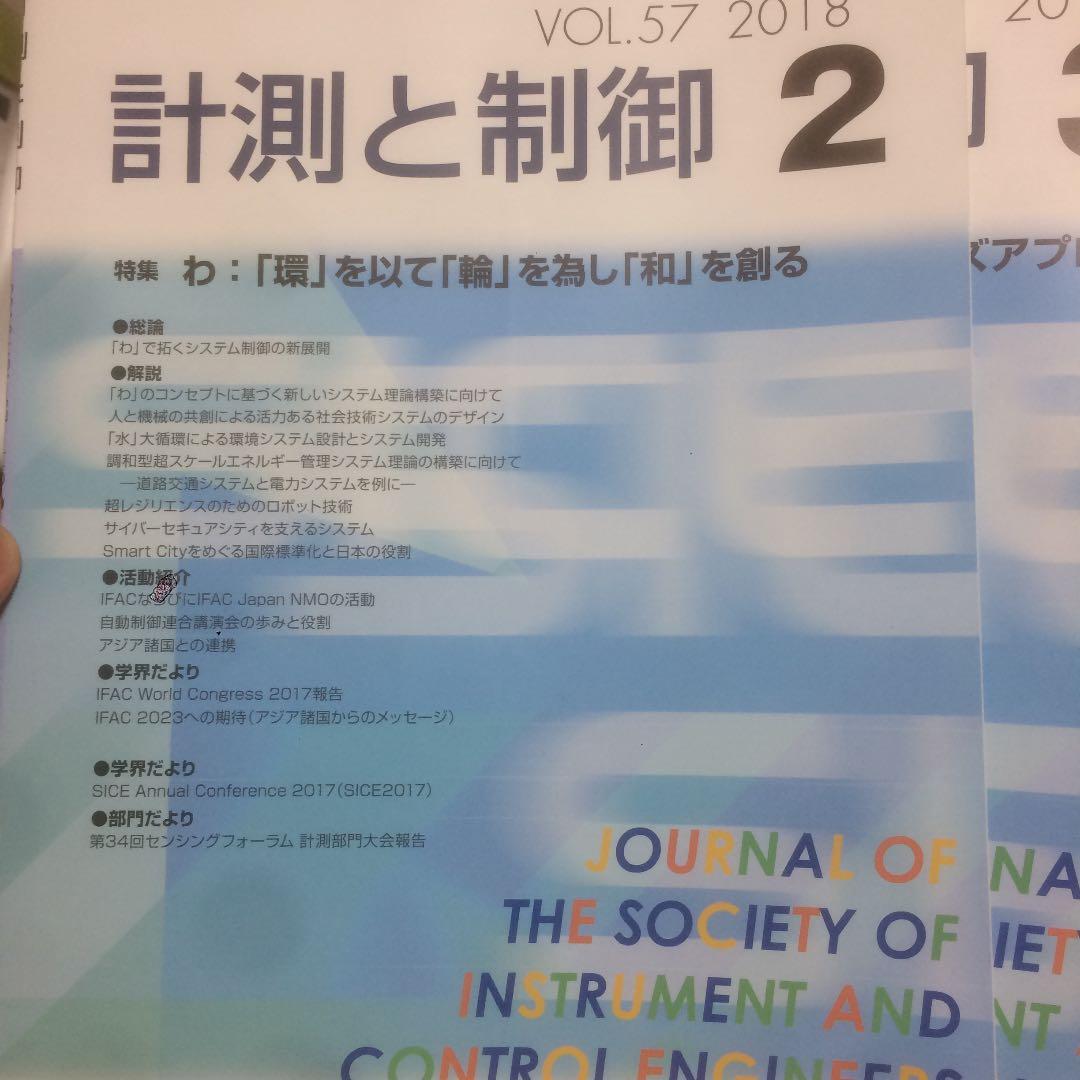 VOL.57 2018
計測と制御 2
特集 わ:「環」を以て「輪」を為し「和」を創る
●総論
「わ」で拓くシステム制御の新展開
●解説
「わ」のコンセプトに基づく新しいシステム理論構築に向けて
人と機械の共創による活力ある社会技術システムのデザイン
「水」大循環による環境システム設計とシステム開発
調和型超スケールエネルギー管理システム理論の構築に向けて
―道路交通システムと電力システムを例に―
超レジリエンスのためのロボット技術
サイバーセキュアシティを支えるシステム
Smart Cityをめぐる国際標準化と日本の役割
●活動紹介
IFACならびにIFAC Japan NMOの活動
自動制御連合講演会の歩みと役割
アジア諸国との連携
●学界だより
IFAC World Congress 2017報告
IFAC 2023への期待(アジア諸国からのメッセージ)
●学界だより
SICE Annual Conference 2017(SICE2017)
●部門だより
第34回センシングフォーラム 計測部門大会報告
JOURNAL OF
THE SOCIETY OF
INSTRUMENT AND
CONTROL ENGINEERS
20
3
ズアプ
NA
IET
NT